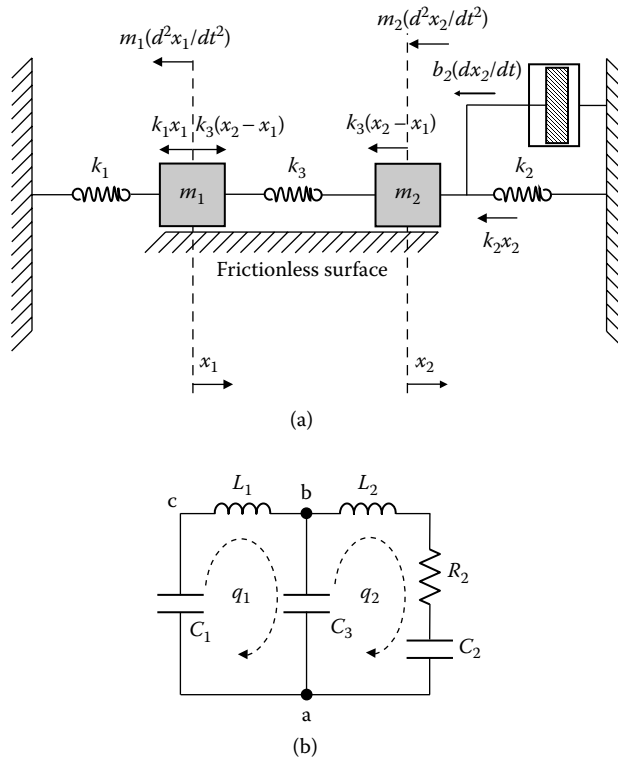 m₁(d²x₁/dt²)
m₂(d²x₂/dt²)
b₂(dx₂/dt)
k₁x₁ k₃(x₂ – x₁)
k₃(x₂ – x₁)
k₁
k₃
k₂
m₁
m₂
k₂x₂
Frictionless surface
x₁
x₂
(a)
L₁
b
L₂
c
R₂
q₁
q₂
C₁
C₃
C₂
a
(b)